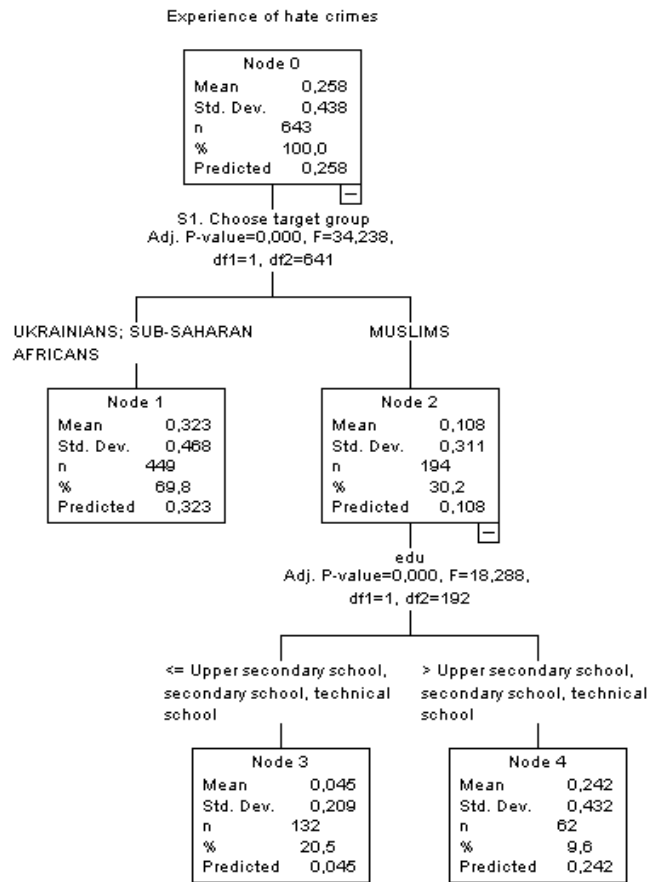 Experience of hate crimes
Node 0
Mean 0,258
Std. Dev. 0,438
n 643
% 100,0
Predicted 0,258
S1. Choose target group
Adj. P-value=0,000, F=34,238,
df1=1, df2=641
UKRAINIANS; SUB-SAHARAN
AFRICANS
MUSLIMS
Node 1
Mean 0,323
Std. Dev. 0,468
n 449
% 69,8
Predicted 0,323
Node 2
Mean 0,108
Std. Dev. 0,311
n 194
% 30,2
Predicted 0,108
edu
Adj. P-value=0,000, F=18,288,
df1=1, df2=192
<= Upper secondary school,
secondary school, technical
school
> Upper secondary school,
secondary school, technical
school
Node 3
Mean 0,045
Std. Dev. 0,209
n 132
% 20,5
Predicted 0,045
Node 4
Mean 0,242
Std. Dev. 0,432
n 62
% 9,6
Predicted 0,242